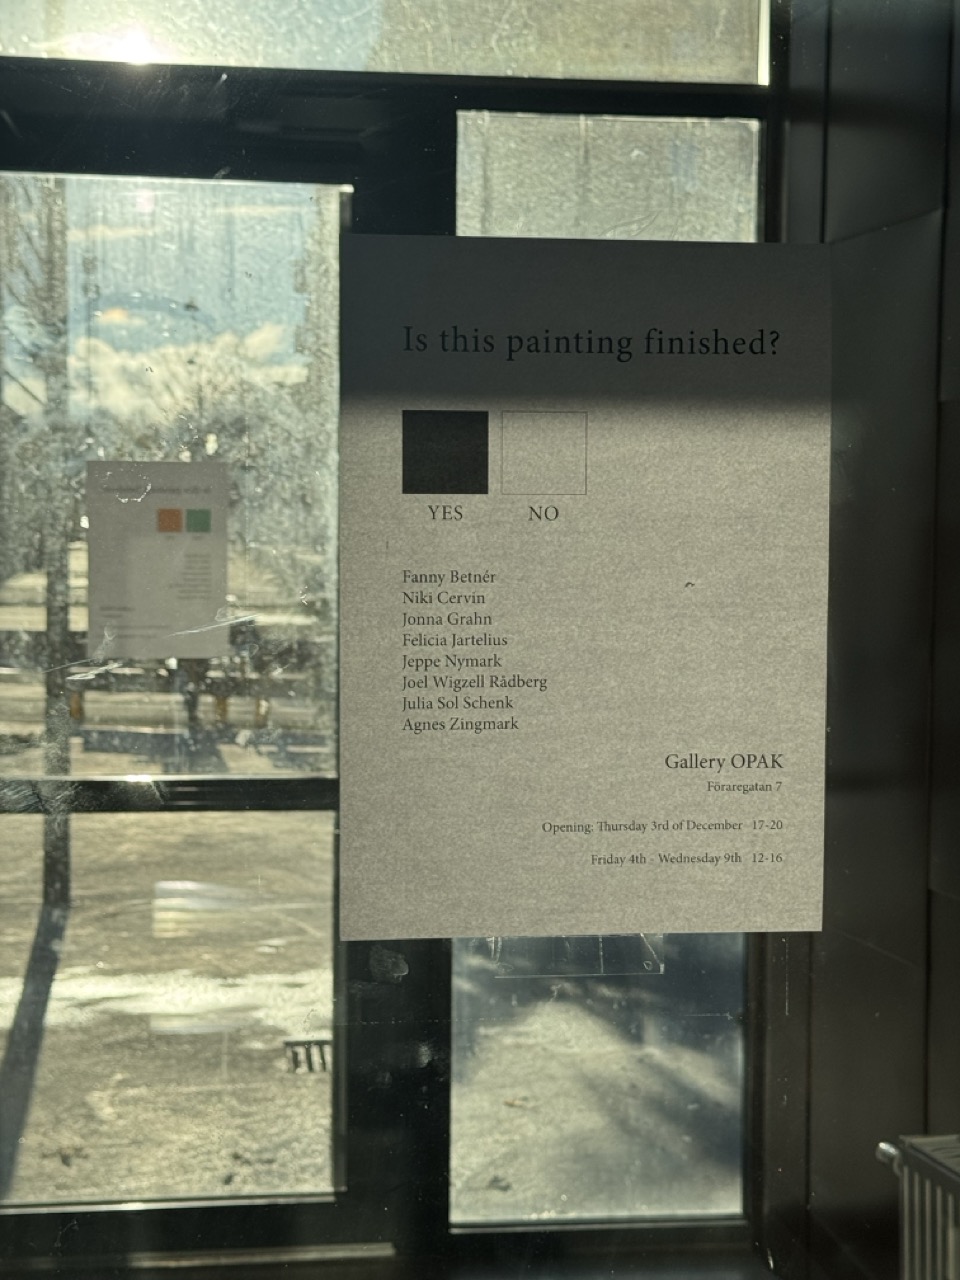 Is this painting finished?
YES NO
Fanny Betnér
Niki Cervin
Jonna Grahn
Felicia Jartelius
Jeppe Nymark
Joel Wigzell Rådberg
Julia Sol Schenk
Agnes Zingmark
Gallery OPAK
Föraregatan 7
Opening: Thursday 3rd of December 17-20
Friday 4th - Wednesday 9th 12-16